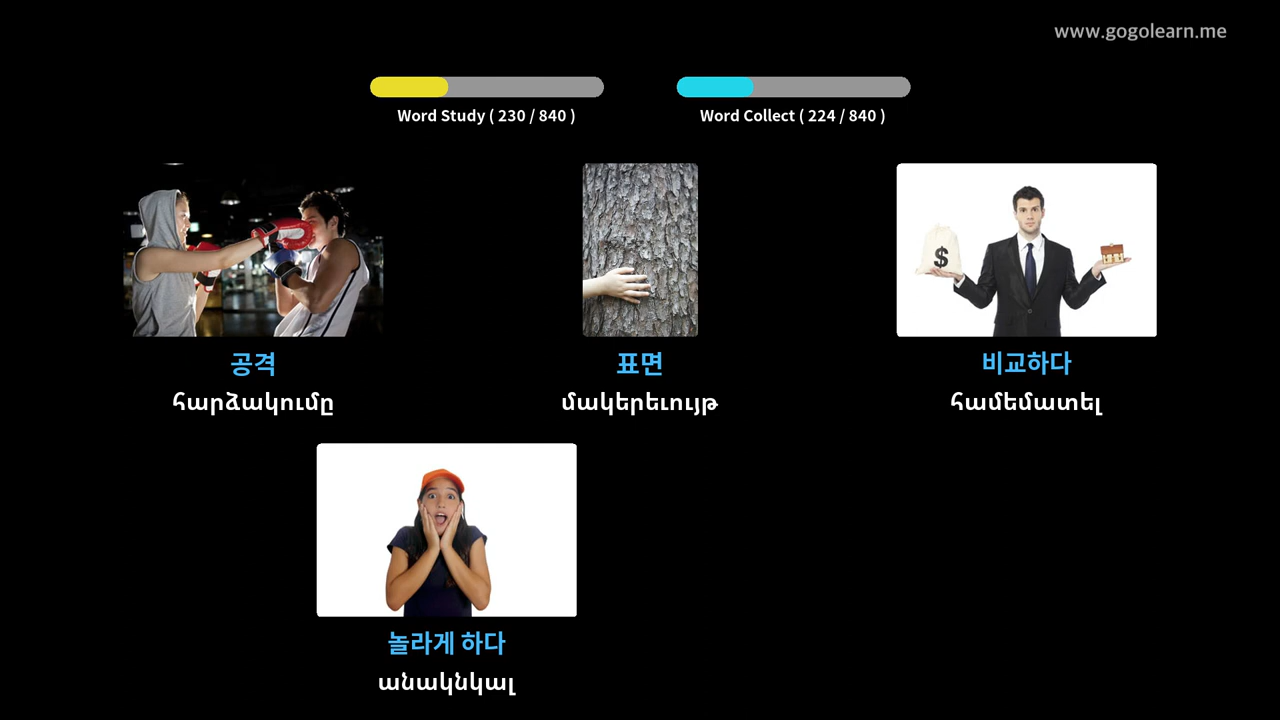 www.gogolearn.me
Word Study ( 230 / 840 )
Word Collect ( 224 / 840 )
공격
հարձակումը
표면
մակերեւույթ
비교하다
համեմատել
놀라게 하다
անակնկալ